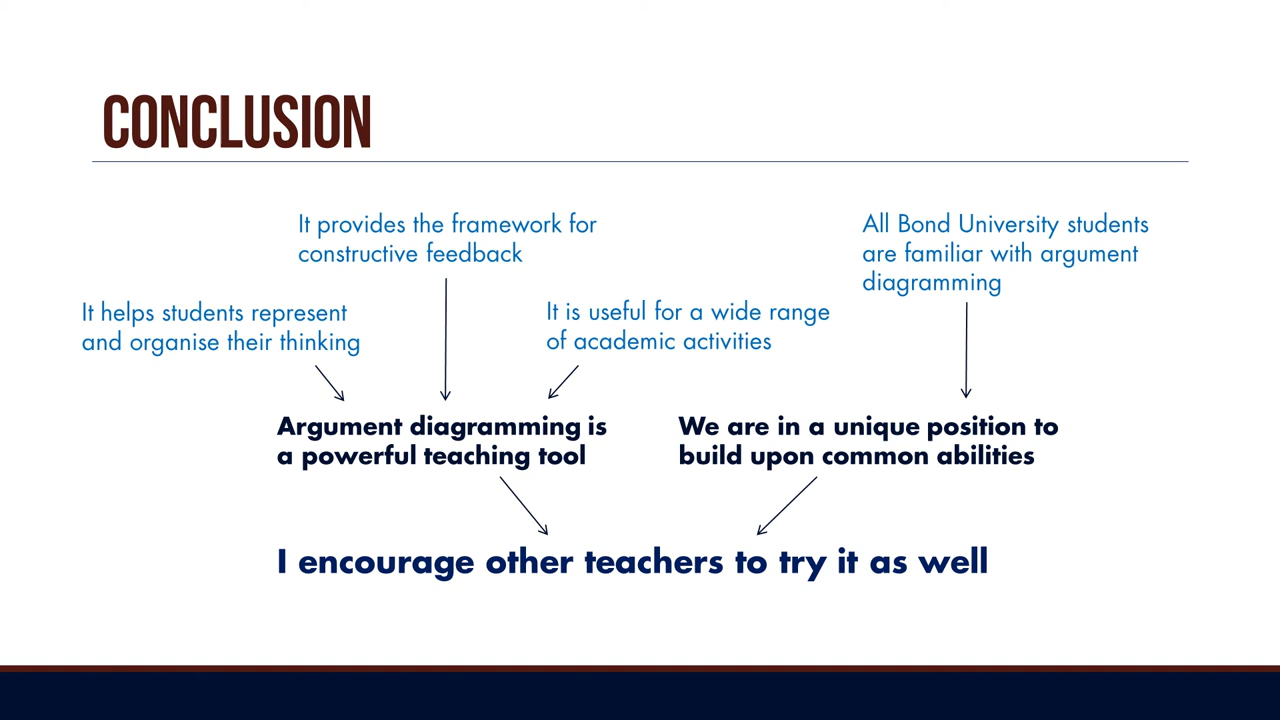 CONCLUSION
It provides the framework for
constructive feedback
All Bond University students
are familiar with argument
diagramming
It helps students represent
and organise their thinking
It is useful for a wide range
of academic activities
Argument diagramming is
a powerful teaching tool
We are in a unique position to
build upon common abilities
I encourage other teachers to try it as well